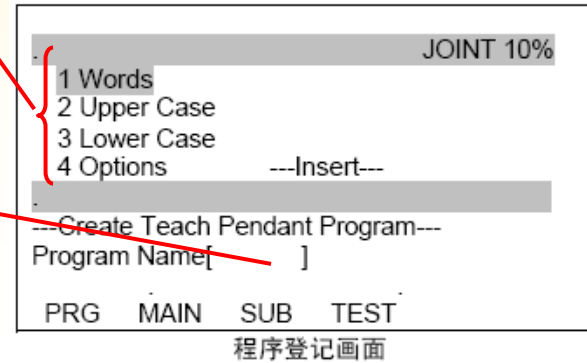 JOINT 10%
1 Words
2 Upper Case
3 Lower Case
4 Options ---Insert---
---Create Teach Pendant Program---
Program Name[ ]
PRG MAIN SUB TEST
程序登记画面